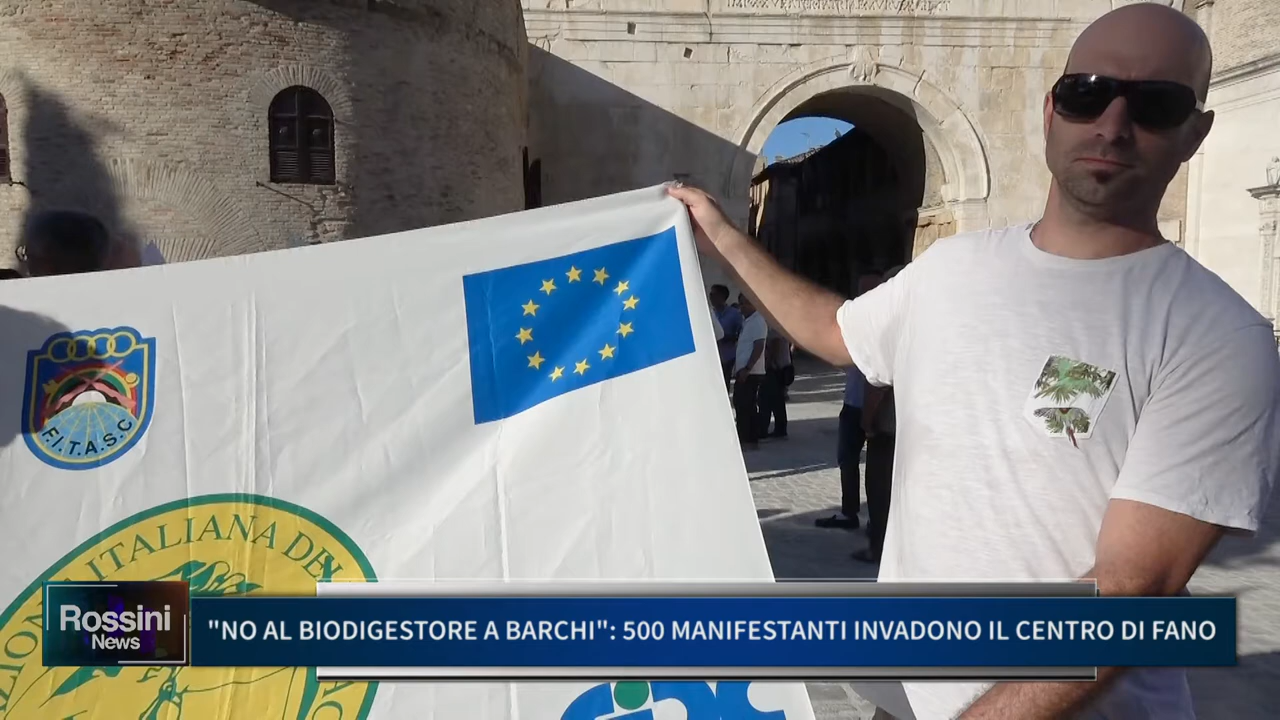 F.I.T.A.S.C.
ITALIANA DE
Rossini
News
"NO AL BIODIGESTORE A BARCHI": 500 MANIFESTANTI INVADONO IL CENTRO DI FANO